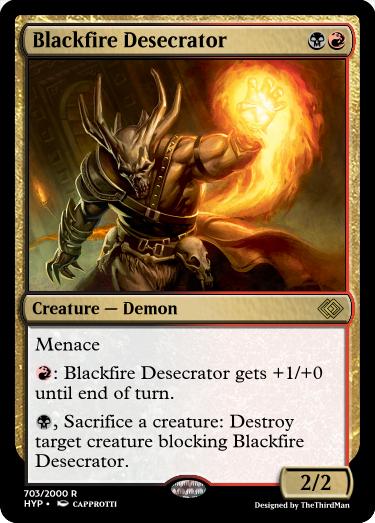 Blackfire Desecrator
Creature — Demon
Menace
: Blackfire Desecrator gets +1/+0
until end of turn.
, Sacrifice a creature: Destroy
target creature blocking Blackfire
Desecrator.
2/2
703/2000 R
HYP • CAPPROTTI
Designed by TheThirdMan